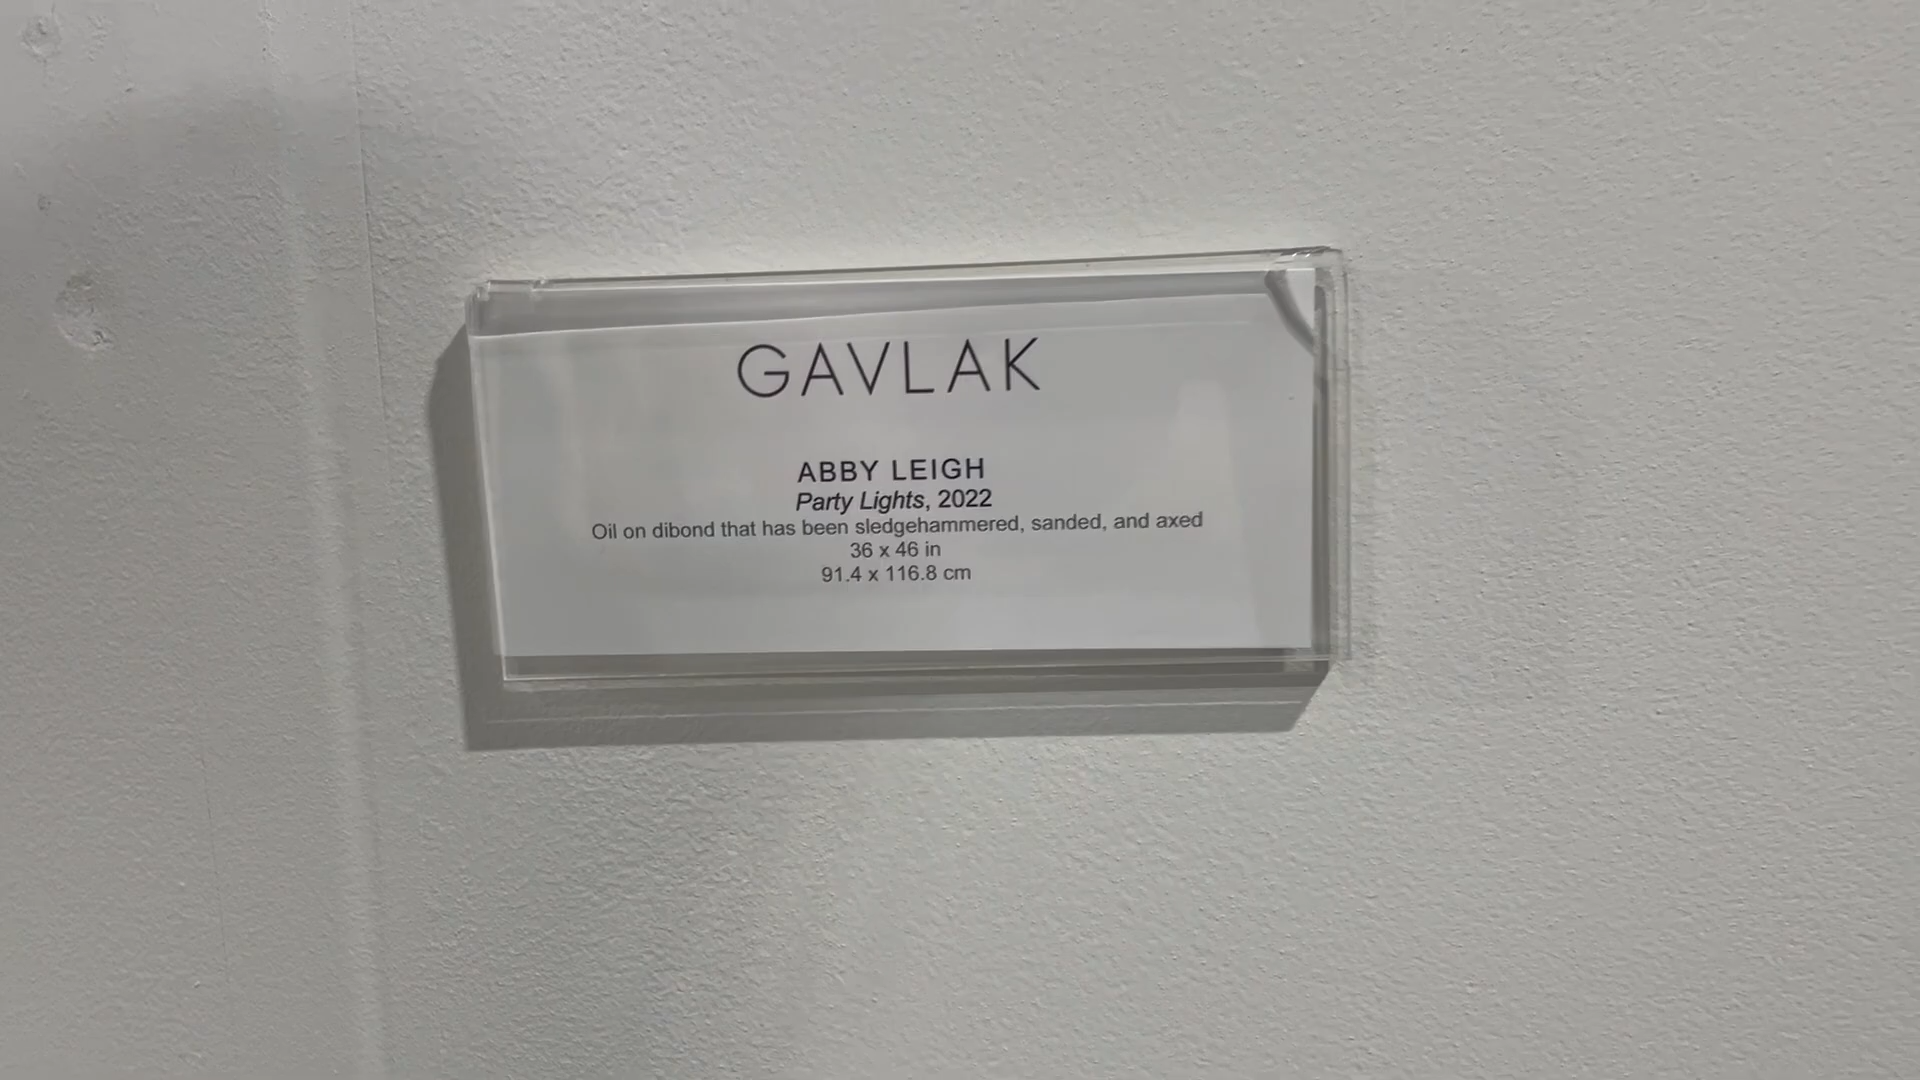 GAVLAK
ABBY LEIGH
Party Lights, 2022
Oil on dibond that has been sledgehammered, sanded, and axed
36 x 46 in
91.4 x 116.8 cm